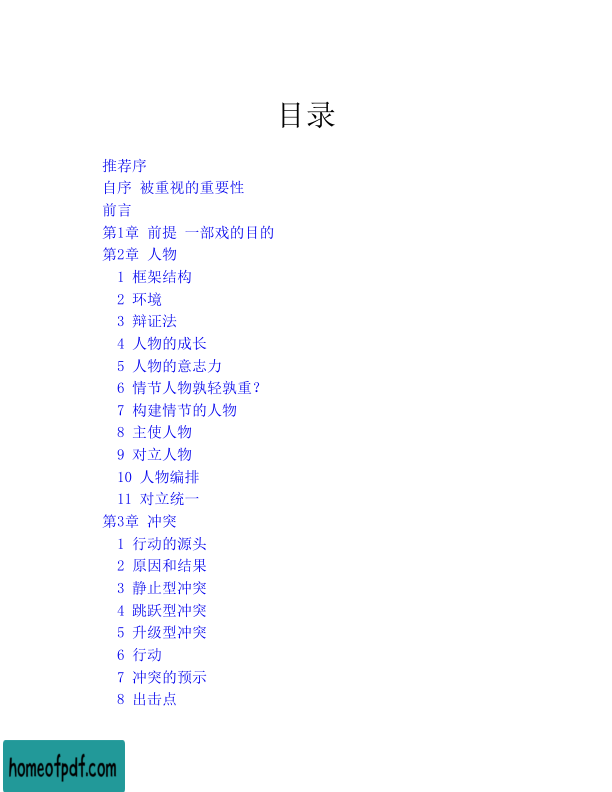 目录
推荐序
自序 被重视的重要性
前言
第1章 前提 一部戏的目的
第2章 人物
1 框架结构
2 环境
3 辩证法
4 人物的成长
5 人物的意志力
6 情节人物孰轻孰重?
7 构建情节的人物
8 主使人物
9 对立人物
10 人物编排
11 对立统一
第3章 冲突
1 行动的源头
2 原因和结果
3 静止型冲突
4 跳跃型冲突
5 升级型冲突
6 行动
7 冲突的预示
8 出击点
homeofpdf.com